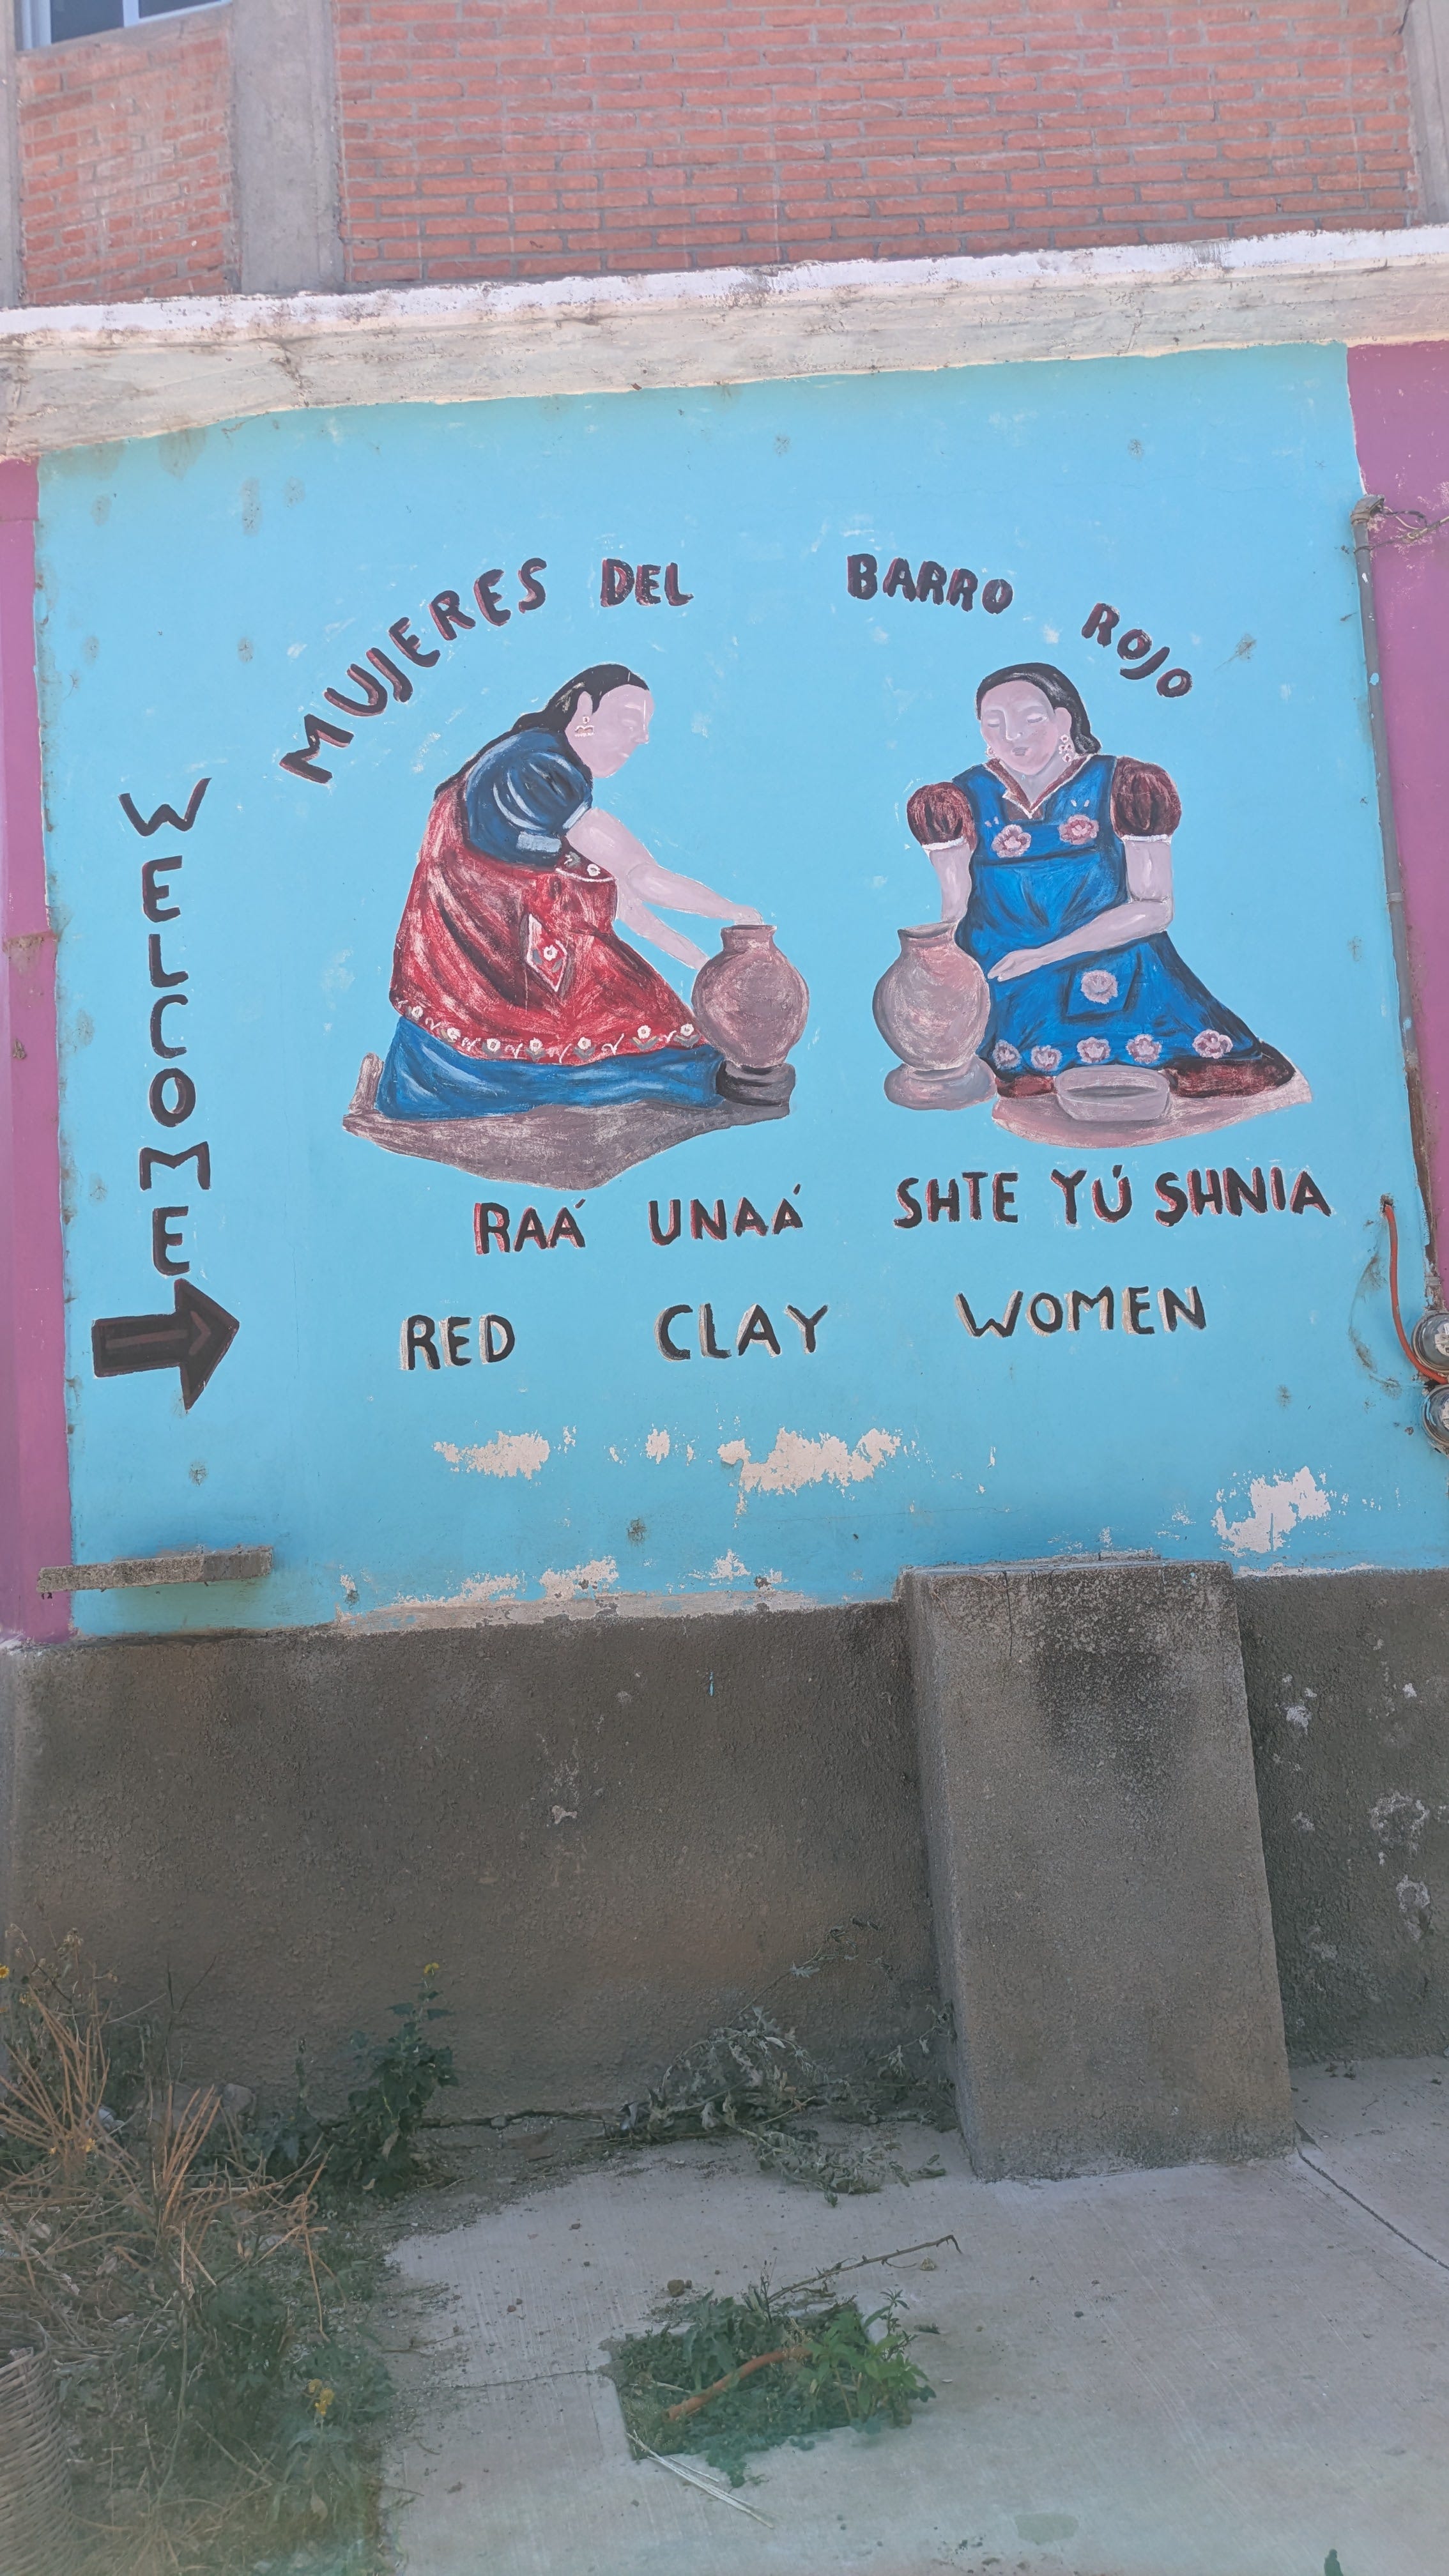 MUJERES DEL BARRO ROJO
WELCOME
RAÁ UNAÁ SHTE YÚ SHNIA
RED CLAY WOMEN